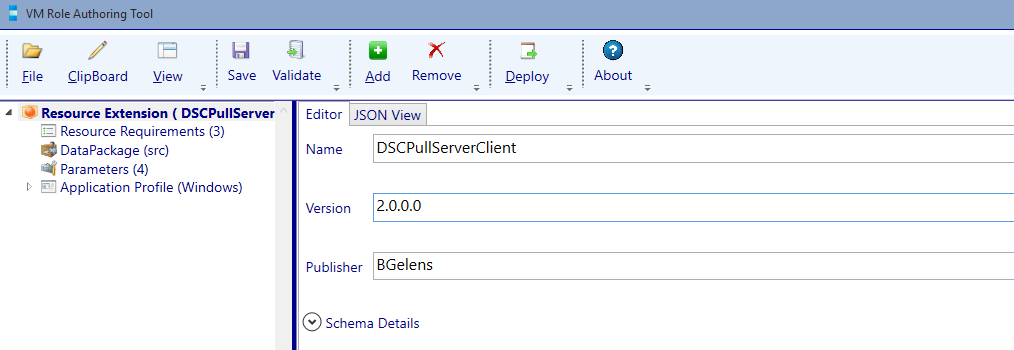 VM Role Authoring Tool
File ClipBoard View Save Validate Add Remove Deploy About
Resource Extension ( DSCPullServer
Resource Requirements (3)
DataPackage (src)
Parameters (4)
Application Profile (Windows)
Editor JSON View
Name DSCPullServerClient
Version 2.0.0.0
Publisher BGelens
Schema Details